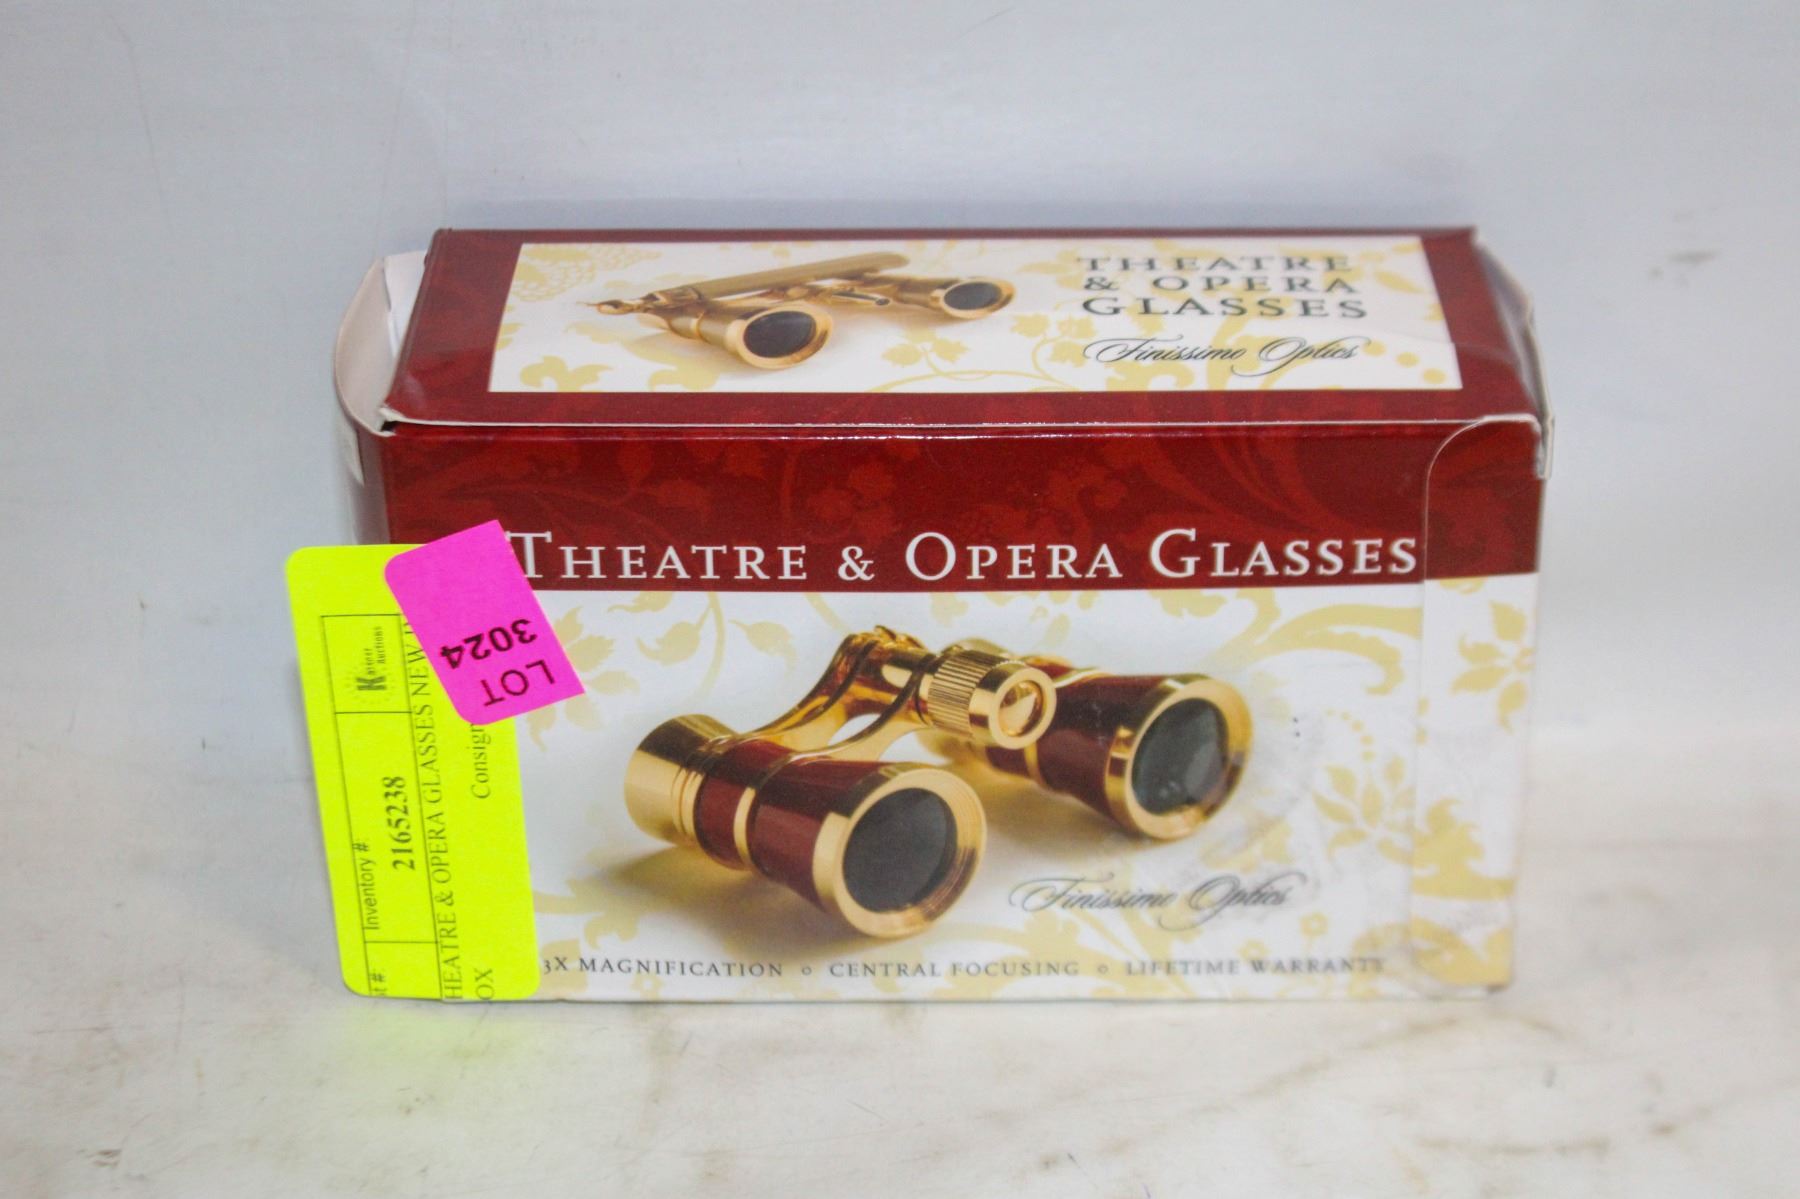 THEATRE
& OPERA
GLASSES
Finissimo Optics
THEATRE & OPERA GLASSES
Finissimo Optics
3X MAGNIFICATION o CENTRAL FOCUSING o LIFETIME WARRANTY
LOT
3024
Auctions
Inventory #:
2165238
HEATRE & OPERA GLASSES NEW
OX
Consign